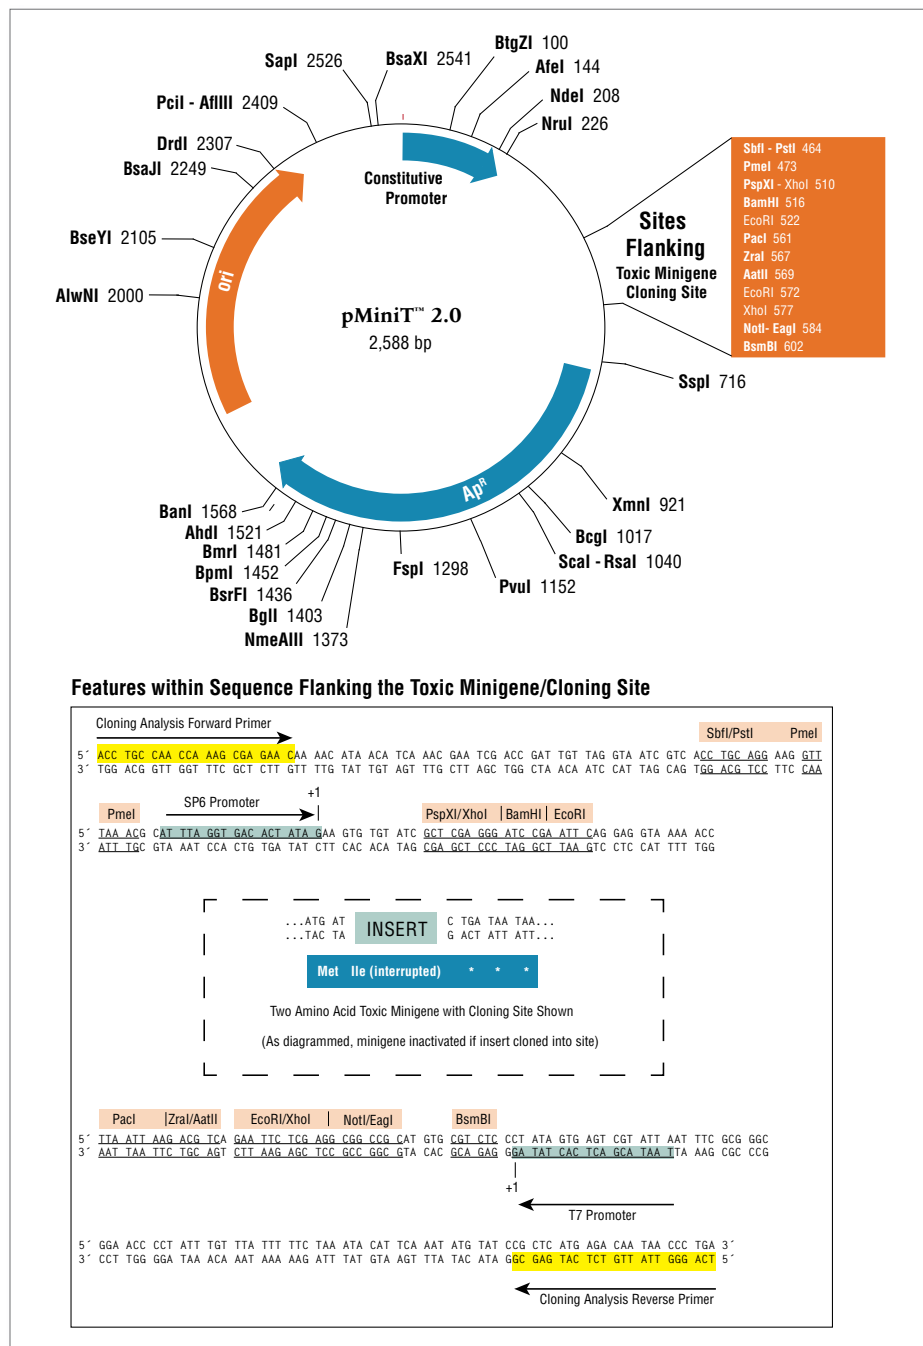 SapI 2526
BsaXI 2541
BtgZI 100
AfeI 144
NdeI 208
NruI 226
PciI - AflIII 2409
DrdI 2307
BsaJI 2249
BseYI 2105
AlwNI 2000
Constitutive
Promoter
ori
pMiniT™ 2.0
2,588 bp
Sites
Flanking
Toxic Minigene
Cloning Site
SbfI - PstI 464
PmeI 473
PspXI - XhoI 510
BamHI 516
EcoRI 522
PacI 561
ZraI 567
AatII 569
EcoRI 572
XhoI 577
NotI- EagI 584
BsmBI 602
SspI 716
XmnI 921
BcgI 1017
ScaI - RsaI 1040
PvuI 1152
FspI 1298
ApR
BanI 1568
AhdI 1521
BmrI 1481
BpmI 1452
BsrFI 1436
BglI 1403
NmeAIII 1373
Features within Sequence Flanking the Toxic Minigene/Cloning Site
Cloning Analysis Forward Primer
SbfI/PstI PmeI
5´ ACC TGC CAA CCA AAG CGA GAA CAA AAC ATA ACA TCA AAC GAA TCG ACC GAT TGT TAG GTA ATC GTC ACC TGC AGG AAG GTT
3´ TGG ACG GTT GGT TTC GCT CTT GTT TTG TAT TGT AGT TTG CTT AGC TGG CTA ACA ATC CAT TAG CAG TGG ACG TCC TTC CAA
PmeI SP6 Promoter +1 PspXI/XhoI | BamHI | EcoRI
5´ TAA ACG CAT TTA GGT GAC ACT ATA GAA GTG TGT ATC GCT CGA GGG ATC CGA ATT CAG GAG GTA AAA ACC
3´ ATT TGC GTA AAT CCA CTG TGA TAT CTT CAC ACA TAG CGA GCT CCC TAG GCT TAA GTC CTC CAT TTT TGG
...ATG AT INSERT C TGA TAA TAA...
...TAC TA G ACT ATT ATT...
Met Ile (interrupted) * * *
Two Amino Acid Toxic Minigene with Cloning Site Shown
(As diagrammed, minigene inactivated if insert cloned into site)
PacI |ZraI/AatII EcoRI/XhoI | NotI/EagI BsmBI
5´ TTA ATT AAG ACG TCA GAA TTC TCG AGG CGG CCG CAT GTG CGT CTC CCT ATA GTG AGT CGT ATT AAT TTC GCG GGC
3´ AAT TAA TTC TGC AGT CTT AAG AGC TCC GCC GGC GTA CAC GCA GAG GGA TAT CAC TCA GCA TAA TTA AAG CGC CCG
+1
T7 Promoter
5´ GGA ACC CCT ATT TGT TTA TTT TTC TAA ATA CAT TCA AAT ATG TAT CCG CTC ATG AGA CAA TAA CCC TGA 3´
3´ CCT TGG GGA TAA ACA AAT AAA AAG ATT TAT GTA AGT TTA TAC ATA GGC GAG TAC TCT GTT ATT GGG ACT 5´
Cloning Analysis Reverse Primer